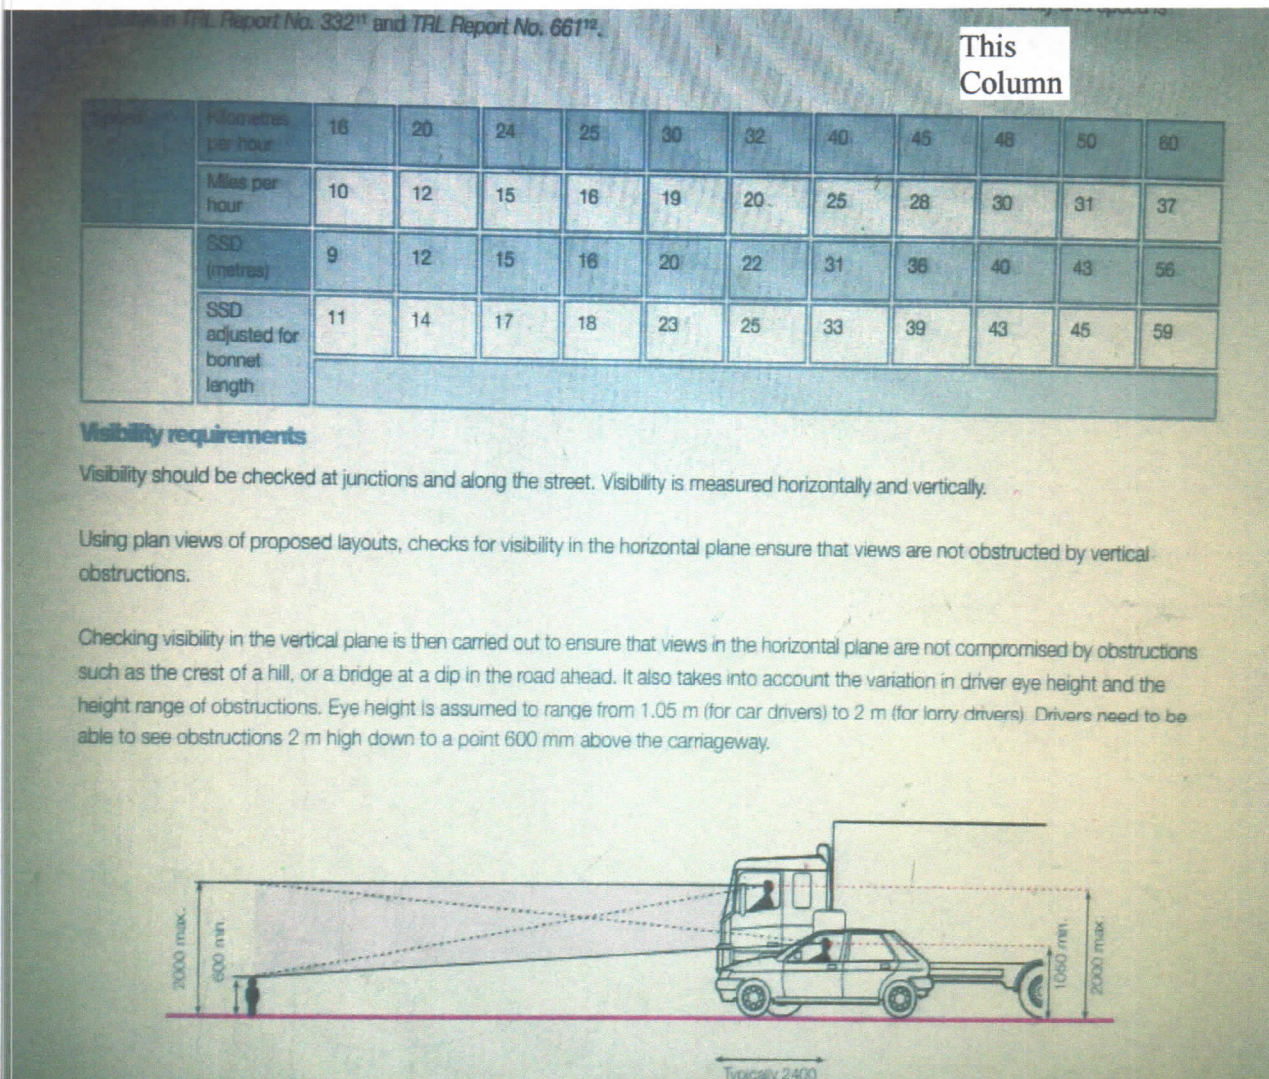 in TRL Report No. 332¹¹ and TRL Report No. 661¹².
This
Column
Speed Kilometres per hour 16 20 24 25 30 32 40 45 48 50 60
Miles per hour 10 12 15 16 19 20 25 28 30 31 37
SSD (metres) 9 12 15 16 20 22 31 36 40 43 56
SSD adjusted for bonnet length 11 14 17 18 23 25 33 39 43 45 59
Visibility requirements
Visibility should be checked at junctions and along the street. Visibility is measured horizontally and vertically.
Using plan views of proposed layouts, checks for visibility in the horizontal plane ensure that views are not obstructed by vertical
obstructions.
Checking visibility in the vertical plane is then carried out to ensure that views in the horizontal plane are not compromised by obstructions
such as the crest of a hill, or a bridge at a dip in the road ahead. It also takes into account the variation in driver eye height and the
height range of obstructions. Eye height is assumed to range from 1.05 m (for car drivers) to 2 m (for lorry drivers). Drivers need to be
able to see obstructions 2 m high down to a point 600 mm above the carriageway.
2000 max.
600 min.
1050 min.
2000 max
Typically 2400